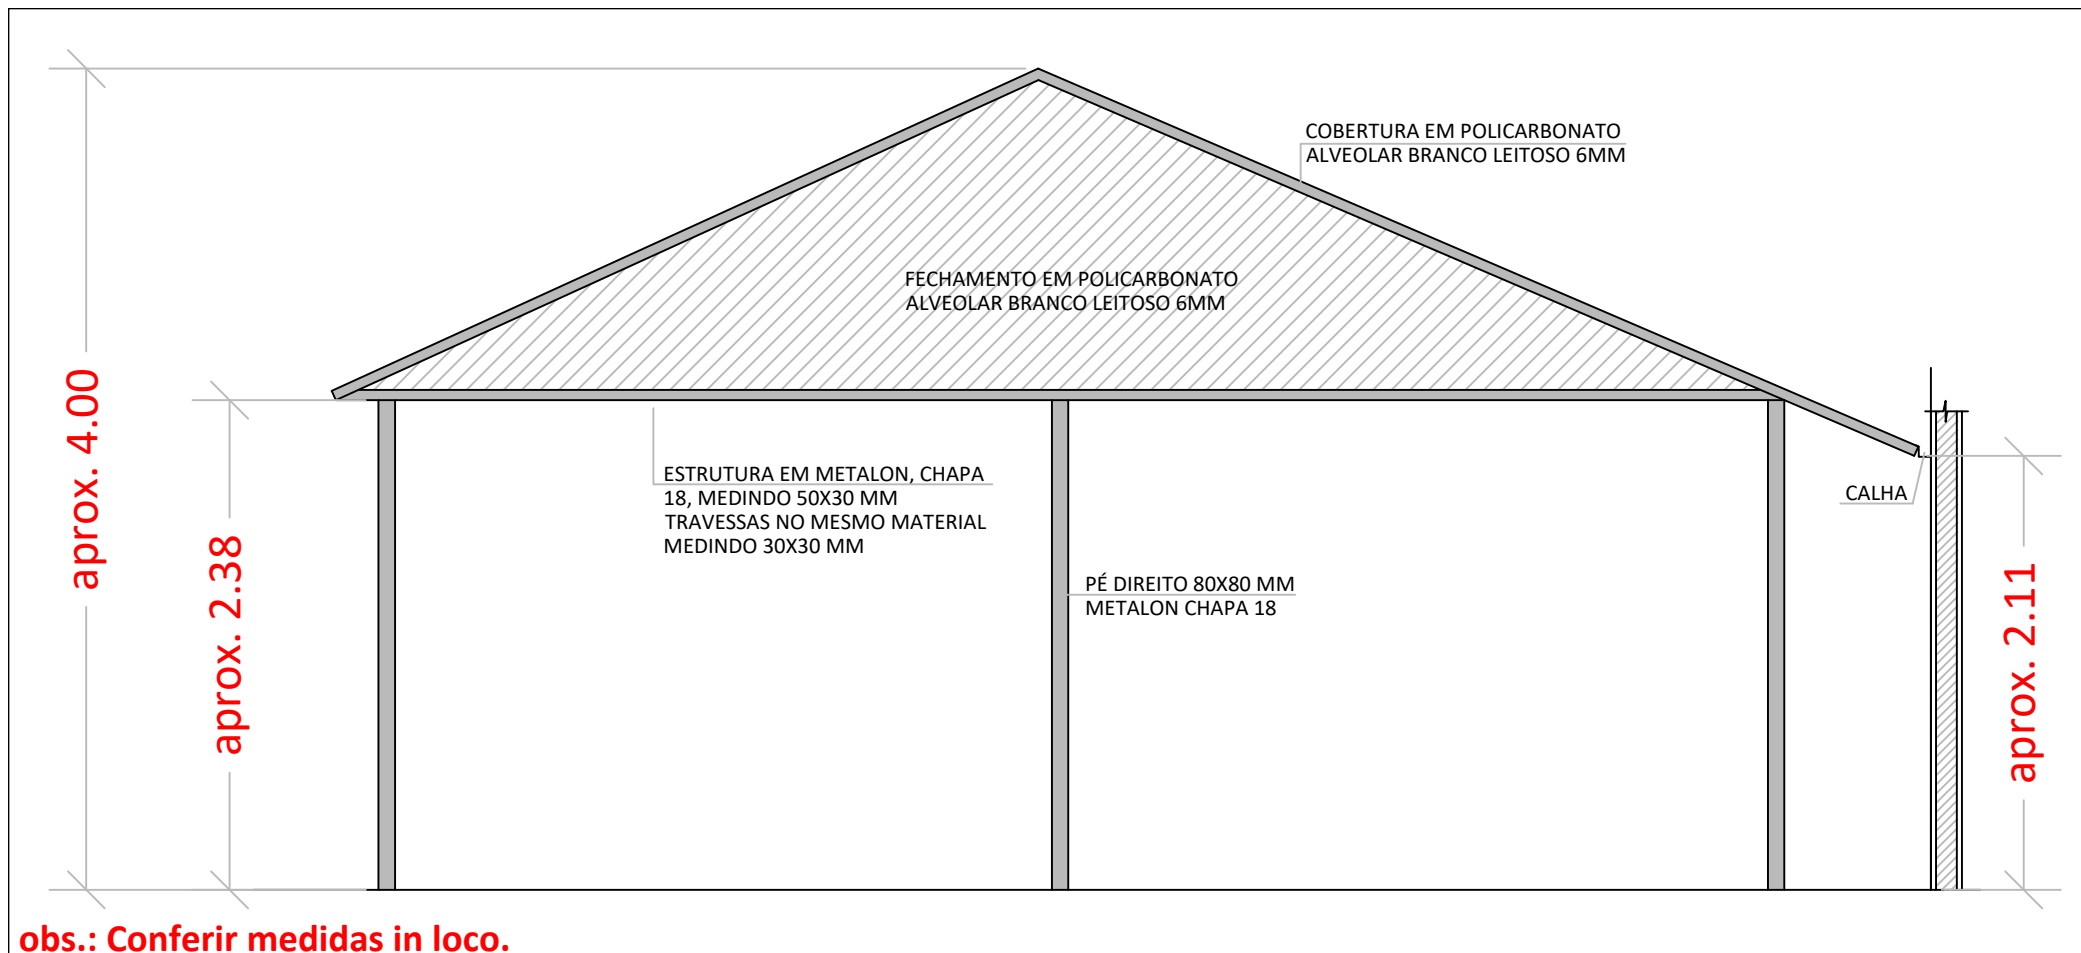 COBERTURA EM POLICARBONATO
ALVEOLAR BRANCO LEITOSO 6MM
FECHAMENTO EM POLICARBONATO
ALVEOLAR BRANCO LEITOSO 6MM
aprox. 4.00
aprox. 2.38
ESTRUTURA EM METALON, CHAPA
18, MEDINDO 50X30 MM
TRAVESSAS NO MESMO MATERIAL
MEDINDO 30X30 MM
CALHA
PÉ DIREITO 80X80 MM
METALON CHAPA 18
aprox. 2.11
obs.: Conferir medidas in loco.